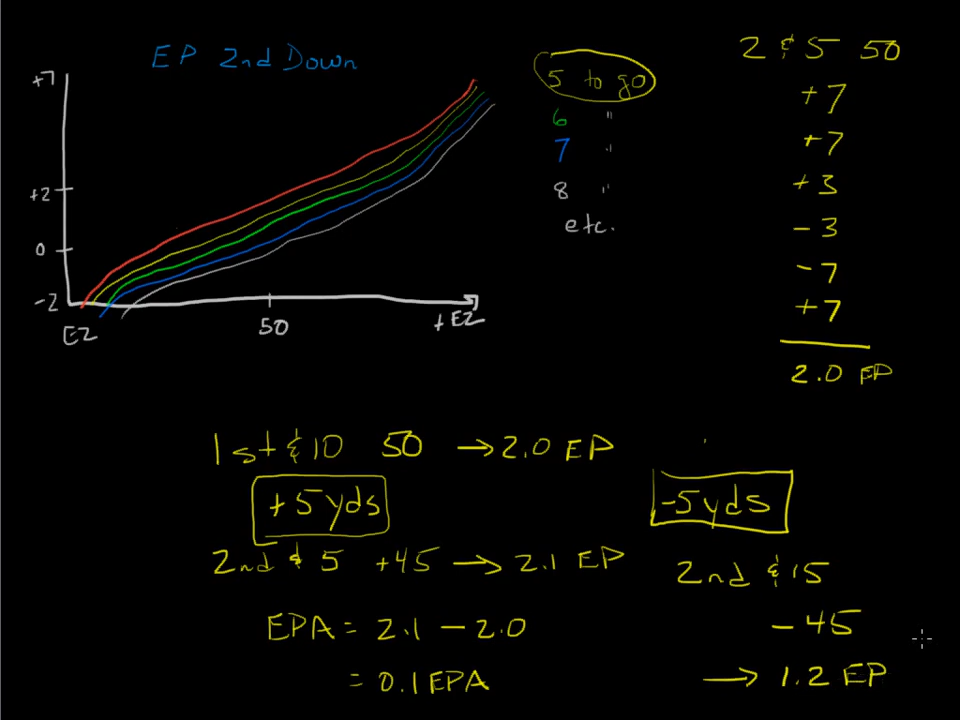 EP 2nd Down
+7
+2
0
-2
EZ
50
+EZ
5 to go
6 "
7 "
8 "
etc.
2 & 5 50
+7
+7
+3
-3
-7
+7
2.0 EP
1st & 10 50 → 2.0 EP
+5 yds
2nd & 5 +45 → 2.1 EP
EPA = 2.1 - 2.0
= 0.1 EPA
-5 yds
2nd & 15
-45
→ 1.2 EP